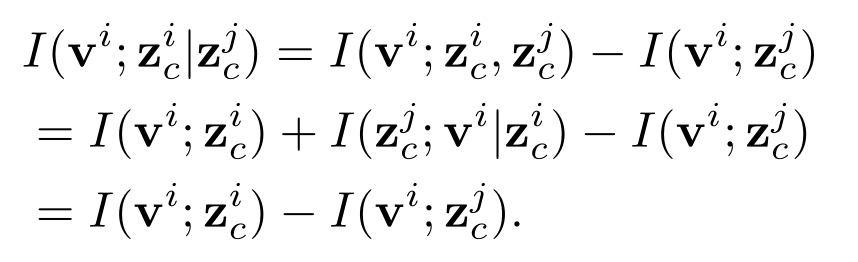 I(𝐯^i; 𝐳_c^i|𝐳_c^j) = I(𝐯^i; 𝐳_c^i, 𝐳_c^j) − I(𝐯^i; 𝐳_c^j)
= I(𝐯^i; 𝐳_c^i) + I(𝐳_c^j; 𝐯^i|𝐳_c^i) − I(𝐯^i; 𝐳_c^j)
= I(𝐯^i; 𝐳_c^i) − I(𝐯^i; 𝐳_c^j).